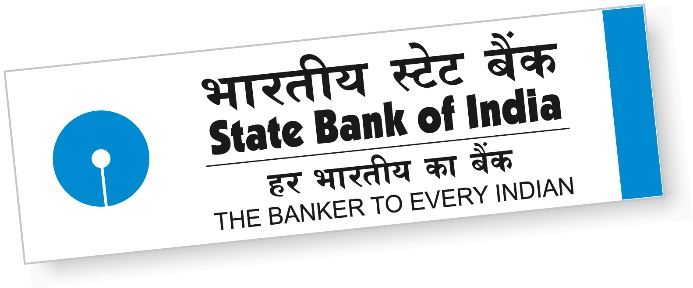 भारतीय स्टेट बैंक
State Bank of India
हर भारतीय का बैंक
THE BANKER TO EVERY INDIAN